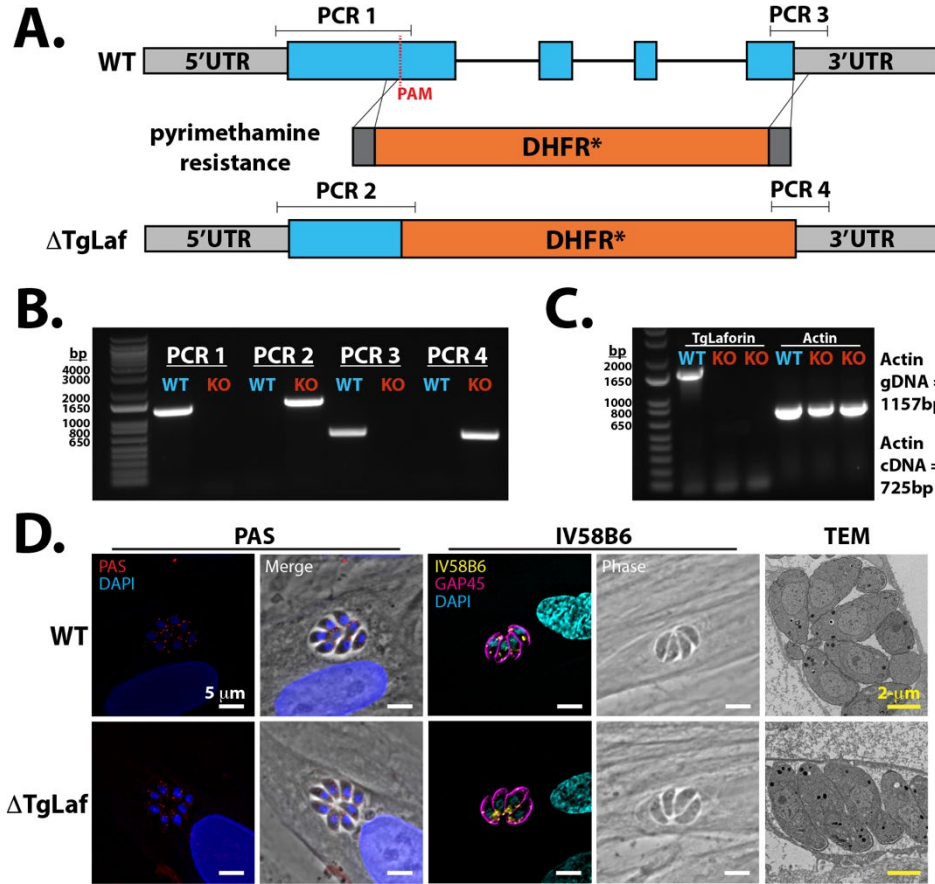 A.
PCR 1
PCR 3
WT
5'UTR
3'UTR
PAM
pyrimethamine
resistance
DHFR*
PCR 2
PCR 4
ΔTgLaf
5'UTR
DHFR*
3'UTR
B.
bp
4000
3000
2000
1650
1000
800
650
PCR 1
PCR 2
PCR 3
PCR 4
WT KO WT KO WT KO WT KO
C.
bp
2000
1650
1000
800
650
TgLaforin
Actin
WT KO KO WT KO KO
Actin
gDNA =
1157bp
Actin
cDNA =
725bp
D.
PAS
IV58B6
TEM
WT
PAS
DAPI
5 μm
Merge
IV58B6
GAP45
DAPI
Phase
2 μm
ΔTgLaf